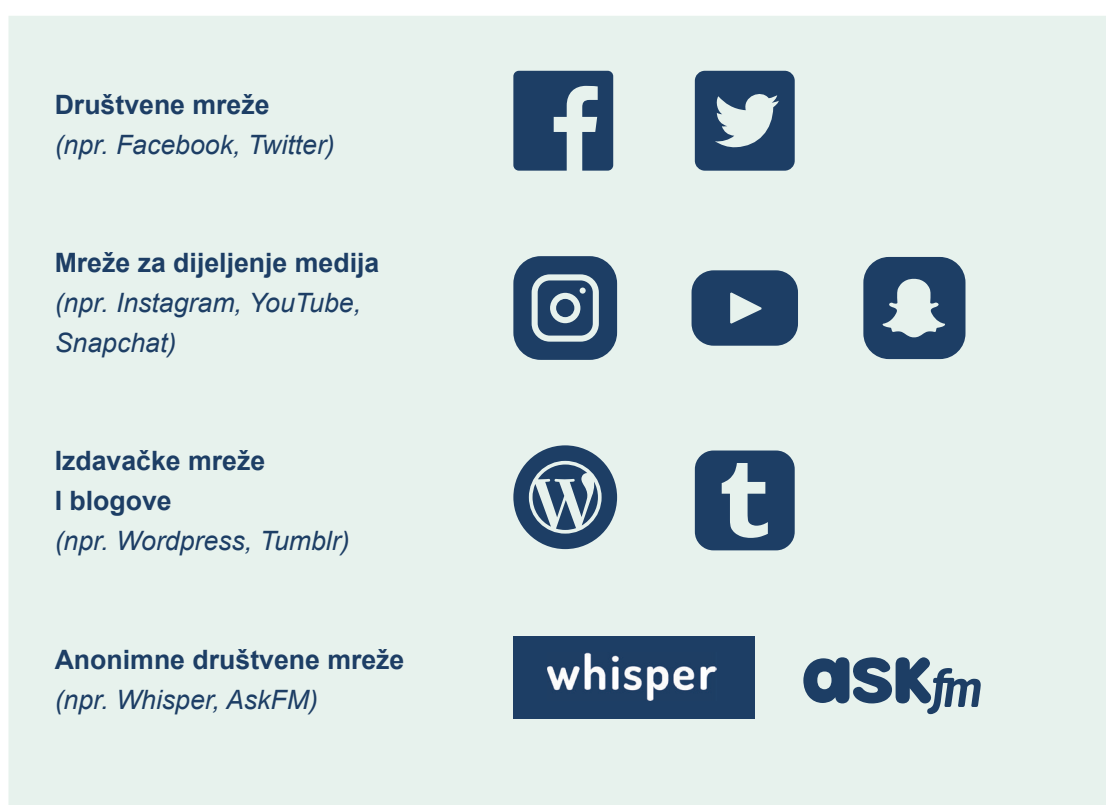 Društvene mreže
(npr. Facebook, Twitter)
Mreže za dijeljenje medija
(npr. Instagram, YouTube,
Snapchat)
Izdavačke mreže
I blogove
(npr. Wordpress, Tumblr)
Anonimne društvene mreže
(npr. Whisper, AskFM)
whisper
askfm